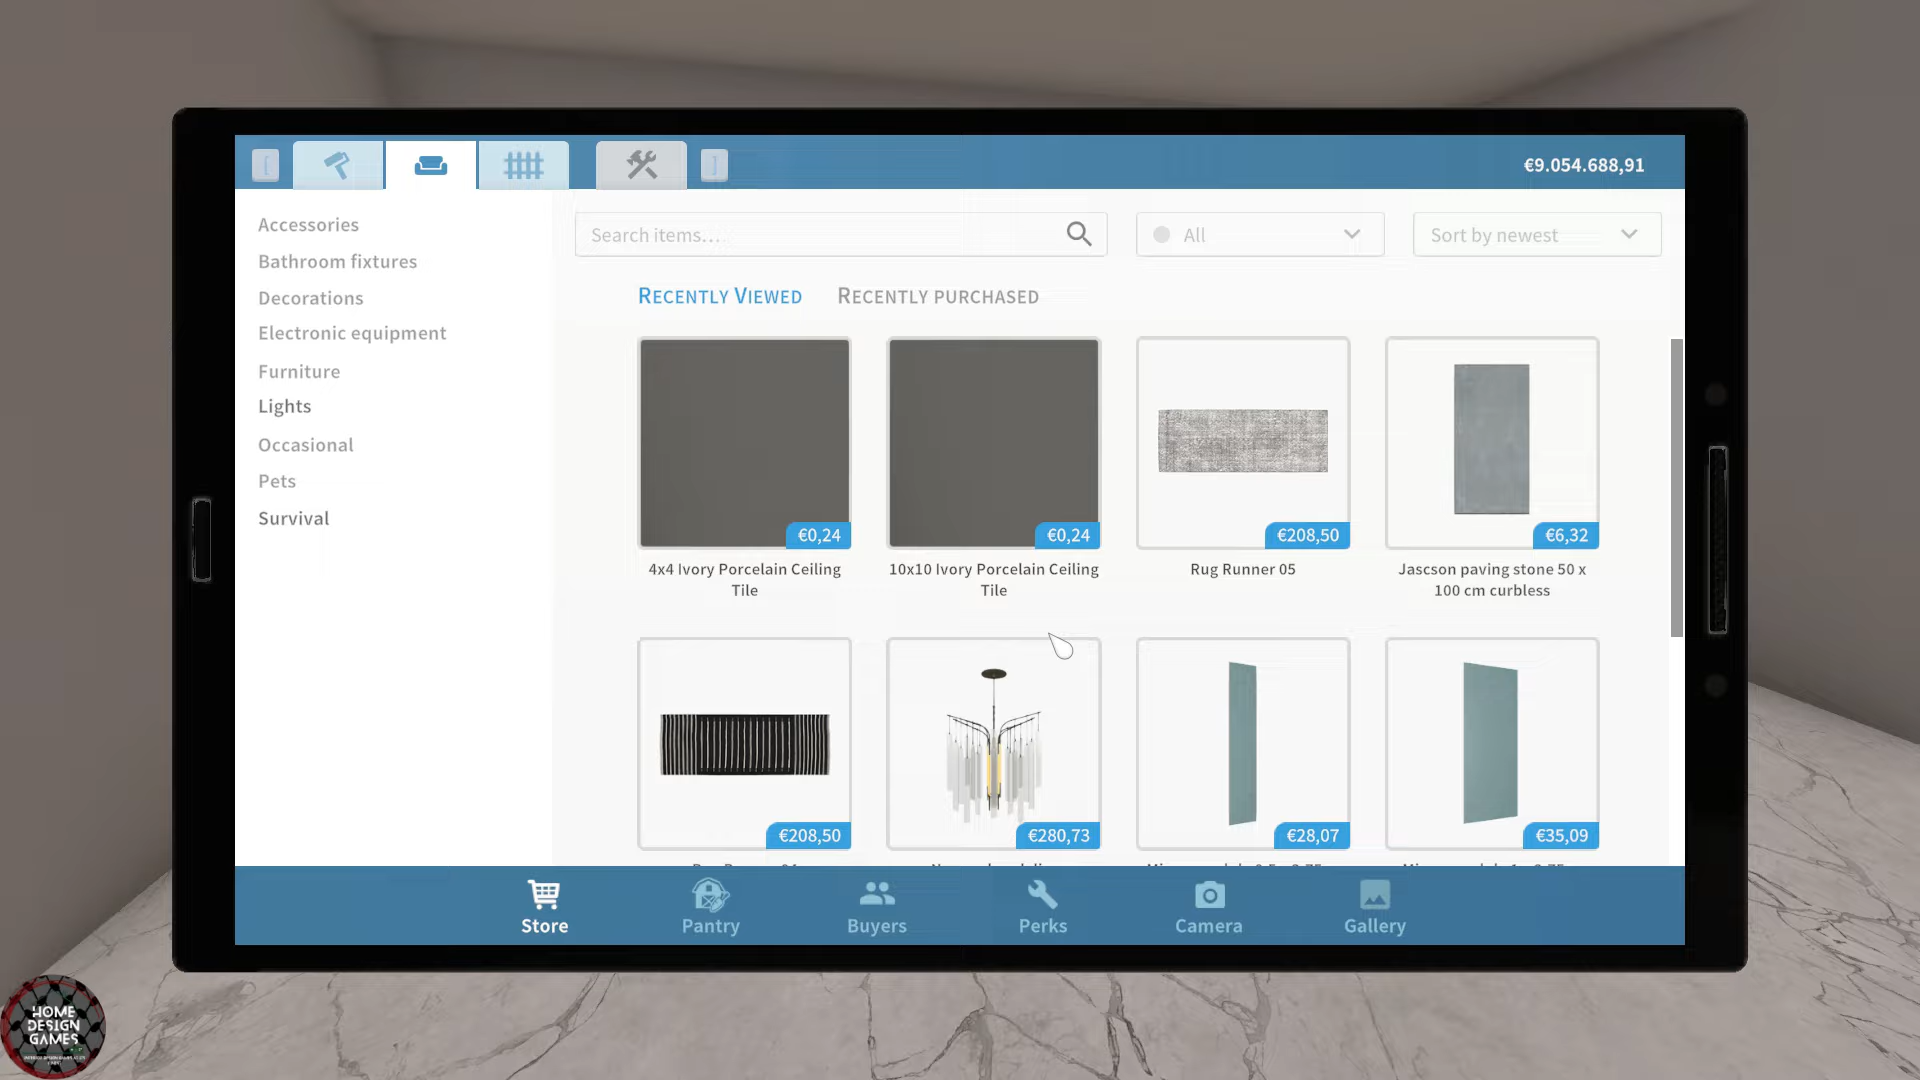 [
]
€9.054.688,91
Accessories
Bathroom fixtures
Decorations
Electronic equipment
Furniture
Lights
Occasional
Pets
Survival
Search items...
All
Sort by newest
RECENTLY VIEWED
RECENTLY PURCHASED
€0,24
€0,24
€208,50
€6,32
4x4 Ivory Porcelain Ceiling
Tile
10x10 Ivory Porcelain Ceiling
Tile
Rug Runner 05
Jascson paving stone 50 x
100 cm curbless
€208,50
€280,73
€28,07
€35,09
Store
Pantry
Buyers
Perks
Camera
Gallery
HOME
DESIGN
GAMES